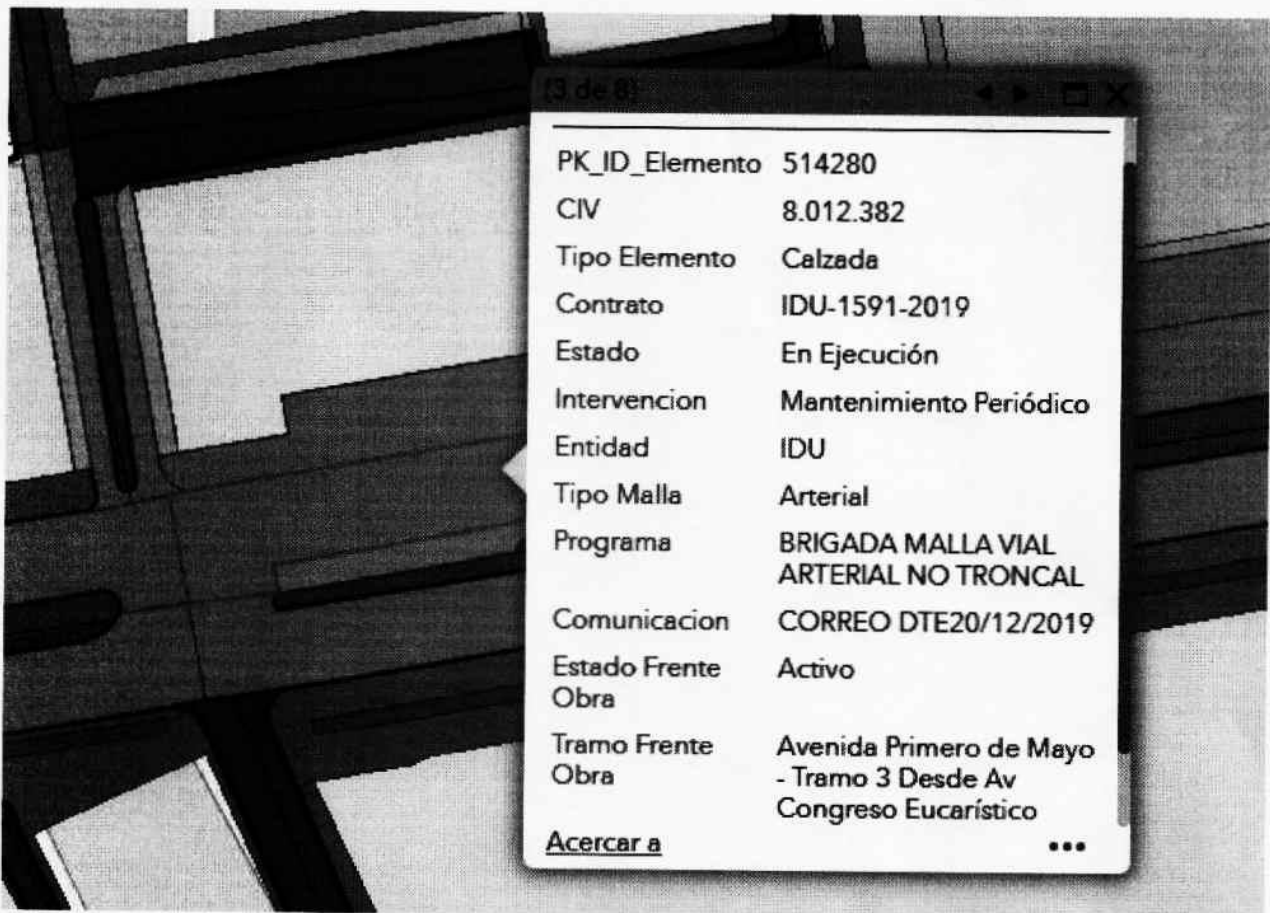 (3 de 8)
PK_ID_Elemento 514280
CIV 8.012.382
Tipo Elemento Calzada
Contrato IDU-1591-2019
Estado En Ejecución
Intervencion Mantenimiento Periódico
Entidad IDU
Tipo Malla Arterial
Programa BRIGADA MALLA VIAL
ARTERIAL NO TRONCAL
Comunicacion CORREO DTE20/12/2019
Estado Frente Activo
Obra
Tramo Frente Avenida Primero de Mayo
Obra - Tramo 3 Desde Av
Congreso Eucarístico
Acercar a